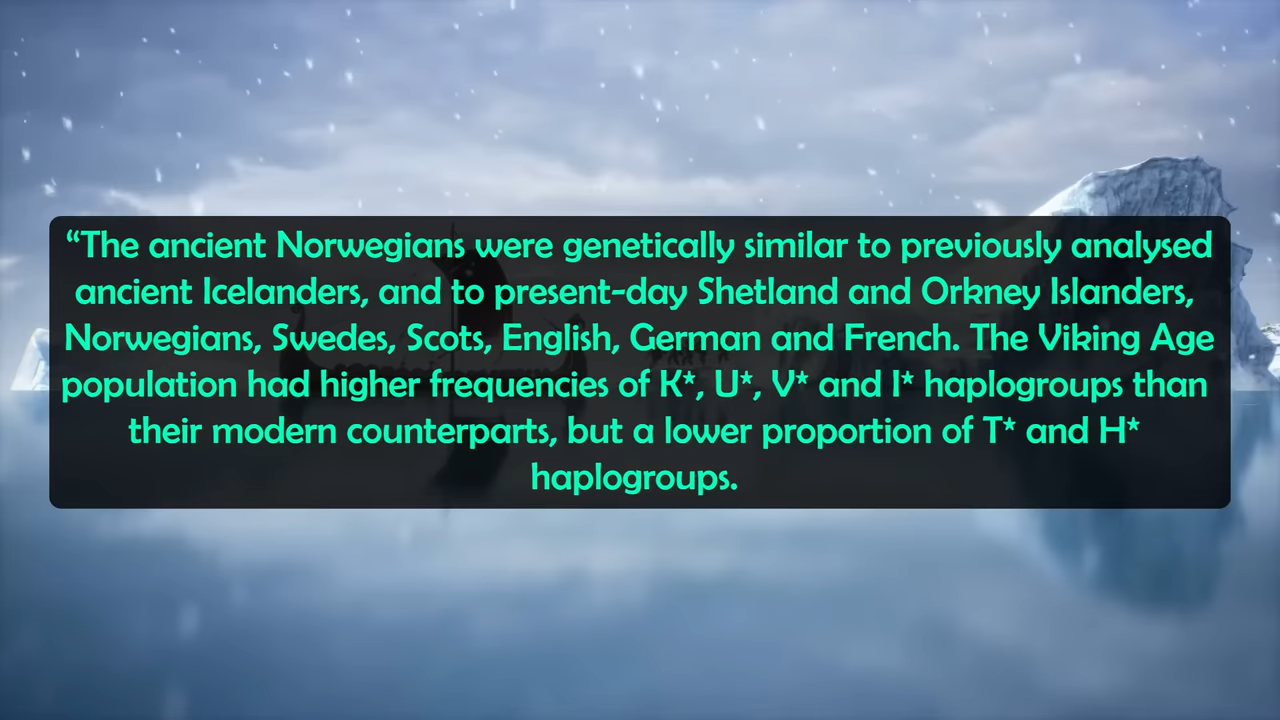 “The ancient Norwegians were genetically similar to previously analysed
ancient Icelanders, and to present-day Shetland and Orkney Islanders,
Norwegians, Swedes, Scots, English, German and French. The Viking Age
population had higher frequencies of K*, U*, V* and I* haplogroups than
their modern counterparts, but a lower proportion of T* and H*
haplogroups.